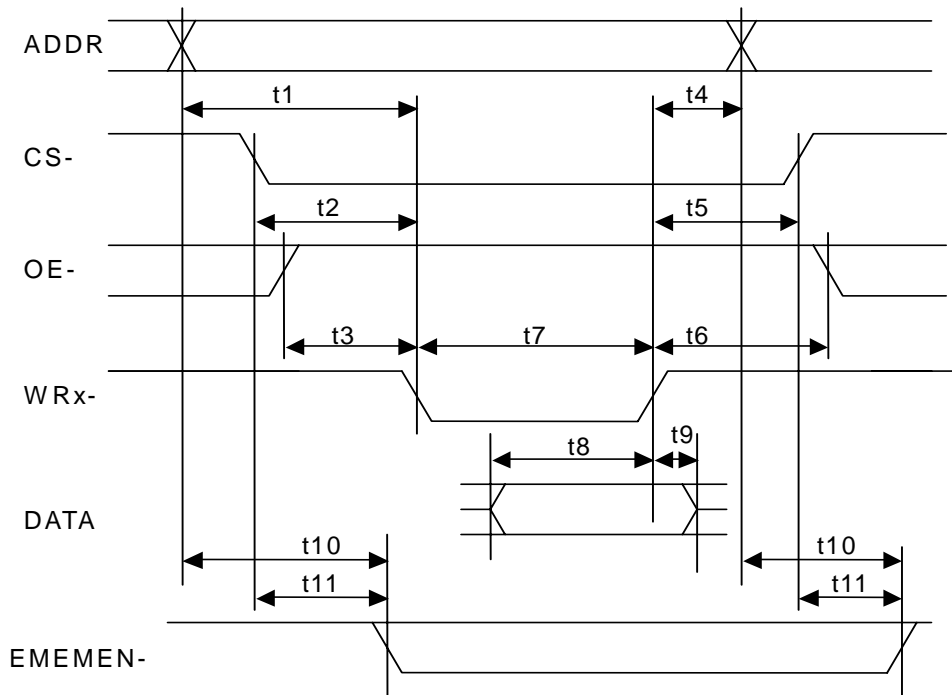 ADDR
t1
t4
CS-
t2
t5
OE-
t3
t7
t6
WRx-
t8
t9
DATA
t10
t10
t11
t11
EMEMEN-